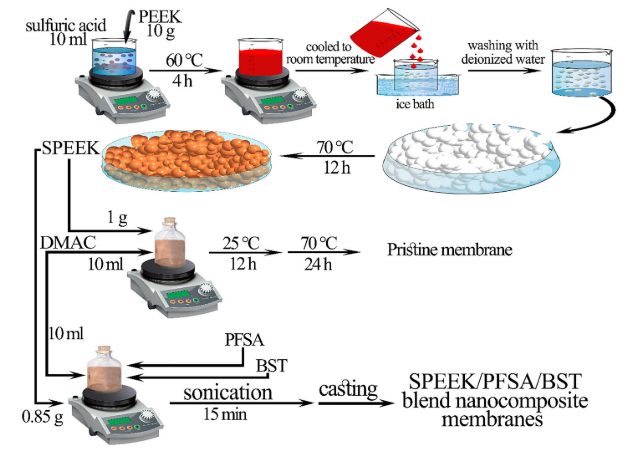 sulfuric acid
10 ml
PEEK
10 g
60 °C
4 h
cooled to
room temperature
ice bath
washing with
deionized water
SPEEK
70 °C
12 h
1 g
DMAC
10 ml
25 °C
12 h
70 °C
24 h
Pristine membrane
10 ml
PFSA
BST
0.85 g
sonication
15 min
casting
SPEEK/PFSA/BST
blend nanocomposite
membranes